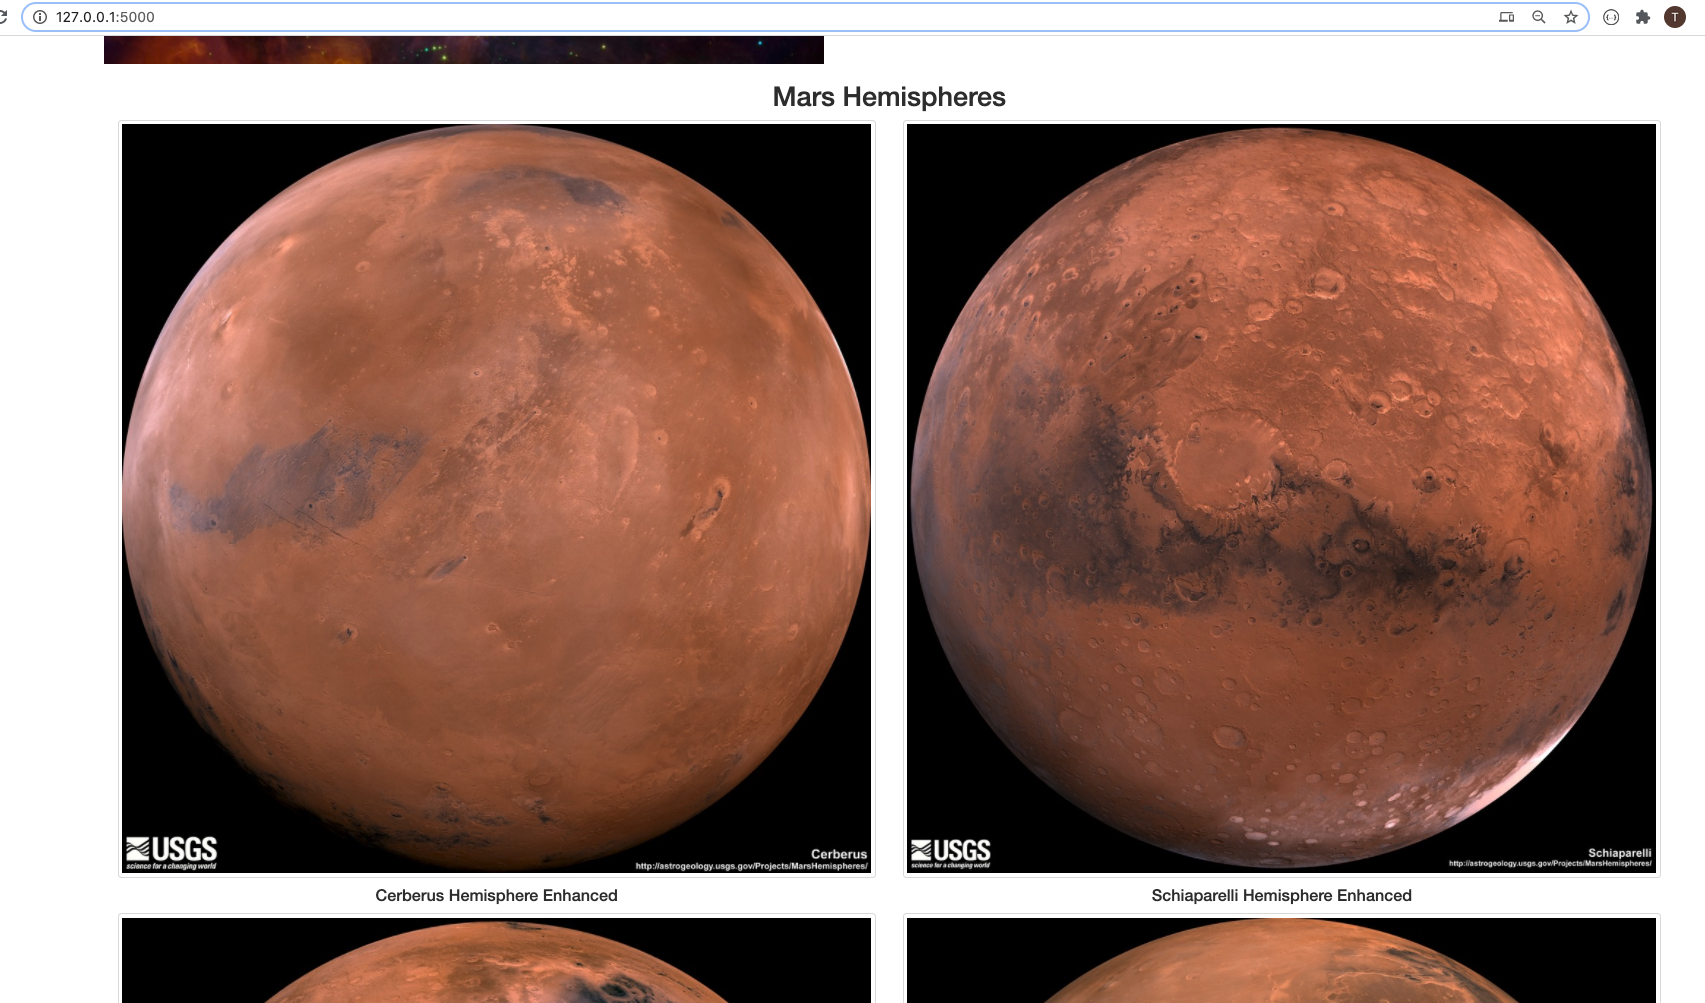 127.0.0.1:5000
T
Mars Hemispheres
USGS
science for a changing world
Cerberus
http://astrogeology.usgs.gov/Projects/MarsHemispheres/
USGS
science for a changing world
Schiaparelli
http://astrogeology.usgs.gov/Projects/MarsHemispheres/
Cerberus Hemisphere Enhanced
Schiaparelli Hemisphere Enhanced